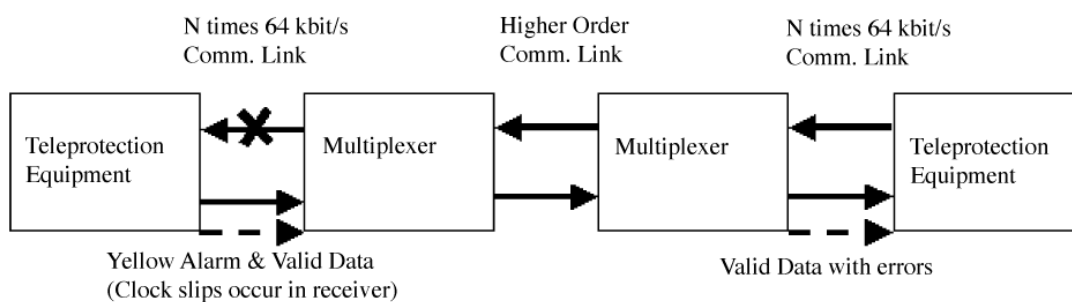 N times 64 kbit/s
Comm. Link
Higher Order
Comm. Link
N times 64 kbit/s
Comm. Link
Teleprotection
Equipment
Multiplexer
Multiplexer
Teleprotection
Equipment
Yellow Alarm & Valid Data
(Clock slips occur in receiver)
Valid Data with errors